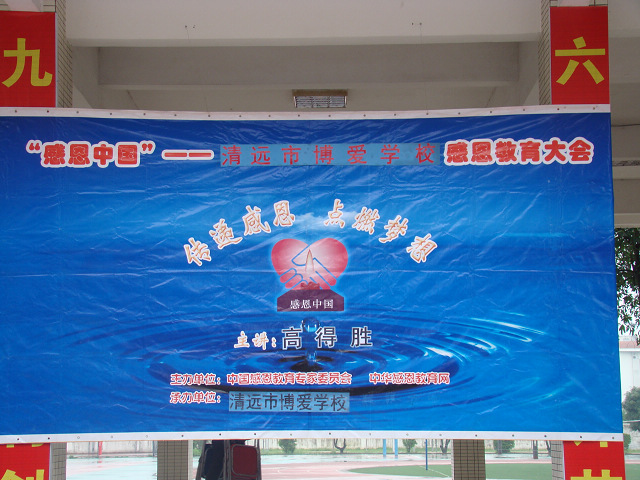 九
六
“感恩中国”——清远市博爱学校 感恩教育大会
传递感恩 点燃梦想
感恩中国
主讲：高得胜
主办单位：中国感恩教育专家委员会 中华感恩教育网
承办单位：清远市博爱学校